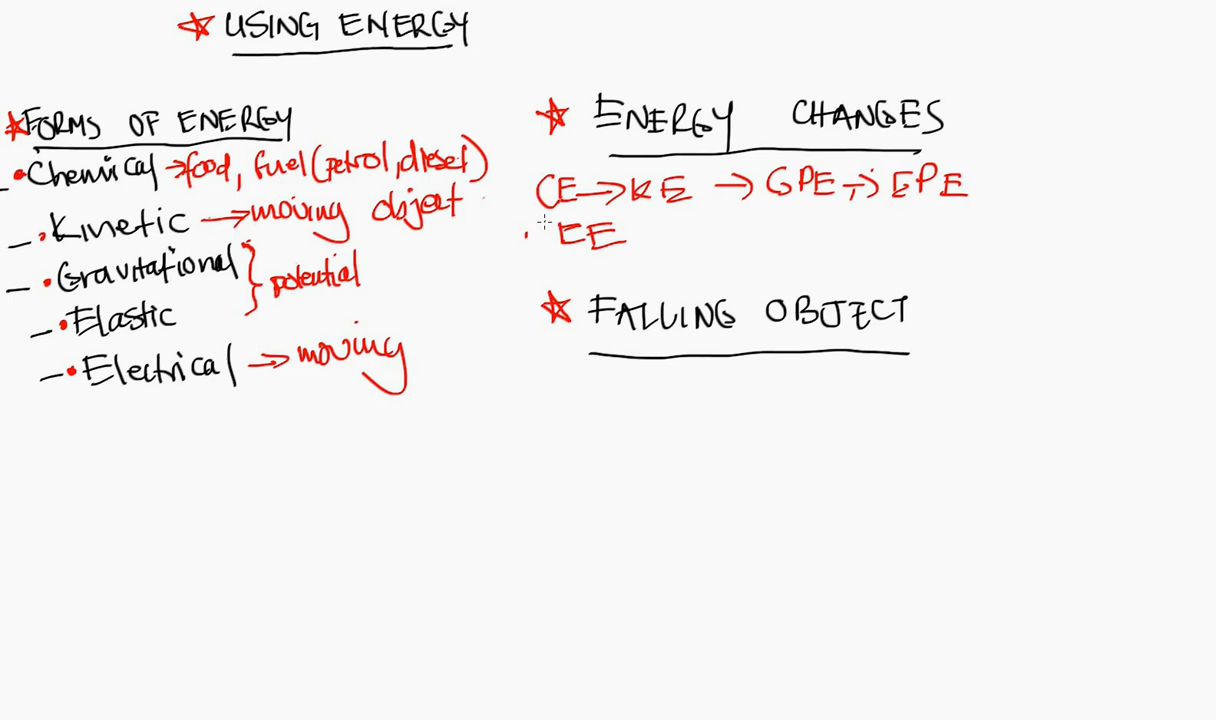 USING ENERGY
FORMS OF ENERGY
Chemical → food, fuel (petrol, diesel)
Kinetic → moving object
Gravitational } potential
Elastic
Electrical → moving
ENERGY CHANGES
CE → KE → GPE → EPE
EE
FALLING OBJECT